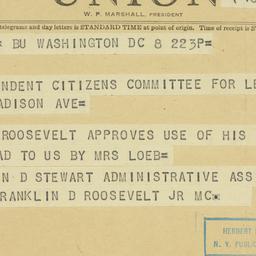 UNION
W. P. MARSHALL, PRESIDENT
telegrams and day letters is STANDARD TIME at point of origin. Time of receipt is
= BU WASHINGTON DC 8 223P=
NDENT CITIZENS COMMITTEE FOR LE
ADISON AVE=
ROOSEVELT APPROVES USE OF HIS
AD TO US BY MRS LOEB=
N D STEWART ADMINISTRATIVE ASS
FRANKLIN D ROOSEVELT JR MC=
HERBERT
N. Y. PUBLIC